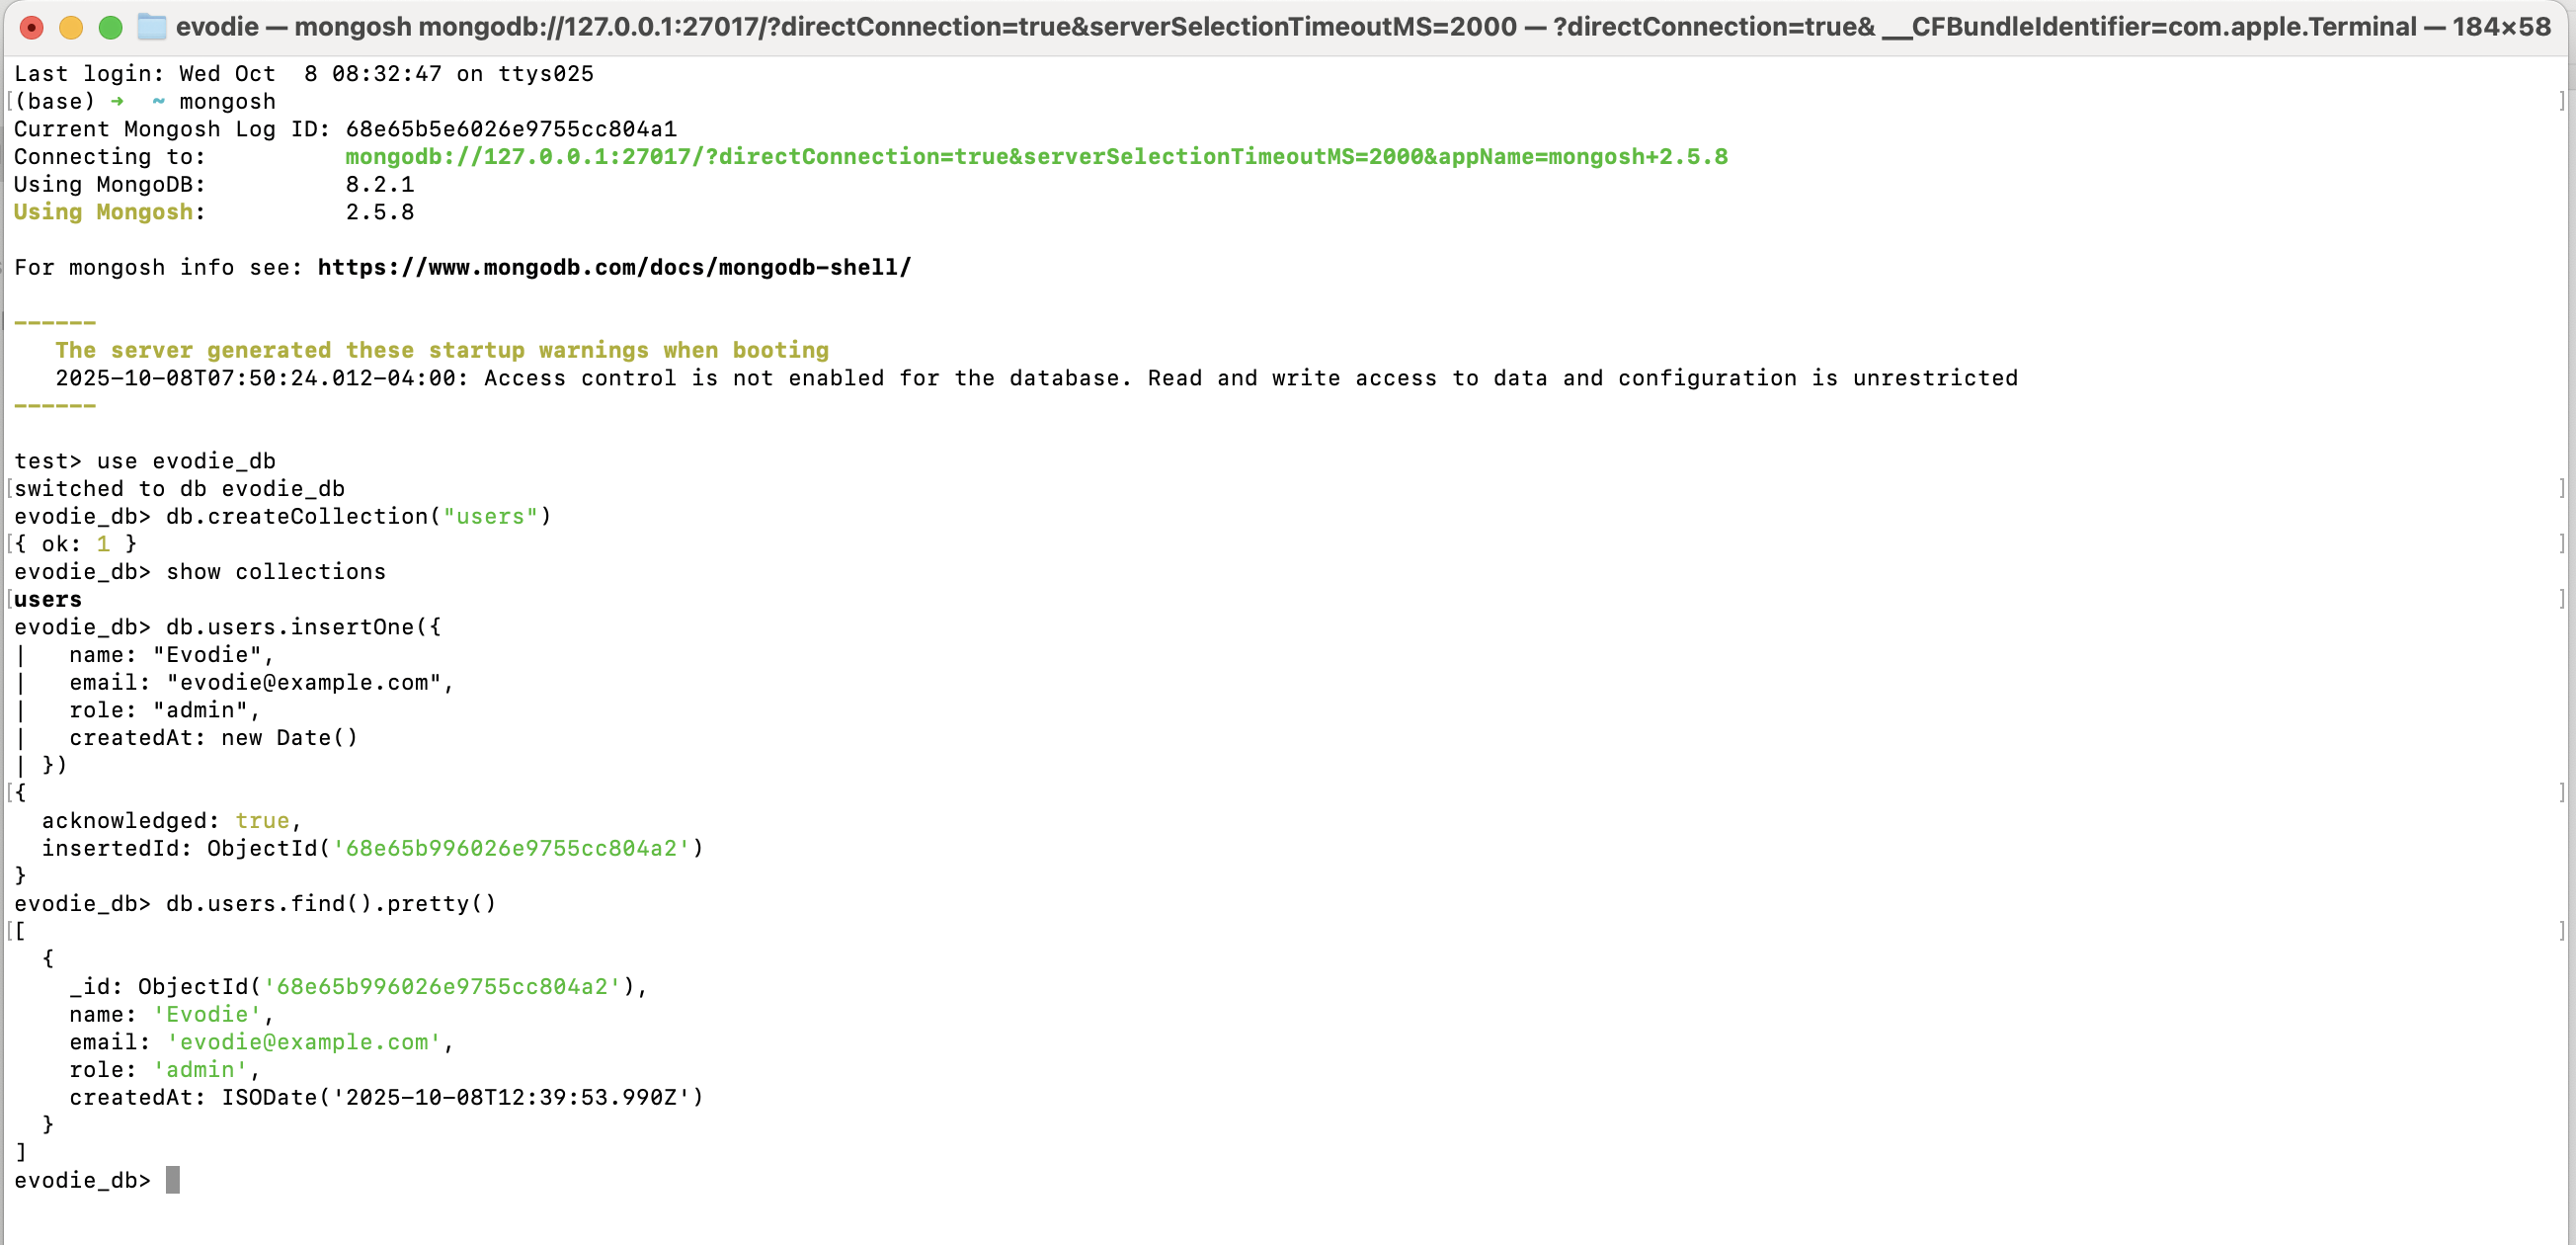 evodie — mongosh mongodb://127.0.0.1:27017/?directConnection=true&serverSelectionTimeoutMS=2000 — ?directConnection=true& __CFBundleIdentifier=com.apple.Terminal — 184×58
Last login: Wed Oct  8 08:32:47 on ttys025
[(base) ➜  ~ mongosh ]
Current Mongosh Log ID: 68e65b5e6026e9755cc804a1
Connecting to:          mongodb://127.0.0.1:27017/?directConnection=true&serverSelectionTimeoutMS=2000&appName=mongosh+2.5.8
Using MongoDB:          8.2.1
Using Mongosh:          2.5.8
For mongosh info see: https://www.mongodb.com/docs/mongodb-shell/
------
   The server generated these startup warnings when booting
   2025-10-08T07:50:24.012-04:00: Access control is not enabled for the database. Read and write access to data and configuration is unrestricted
------
test> use evodie_db
[switched to db evodie_db ]
evodie_db> db.createCollection("users")
[{ ok: 1 } ]
evodie_db> show collections
[users ]
evodie_db> db.users.insertOne({
|   name: "Evodie",
|   email: "evodie@example.com",
|   role: "admin",
|   createdAt: new Date()
| })
[{ ]
  acknowledged: true,
  insertedId: ObjectId('68e65b996026e9755cc804a2')
}
evodie_db> db.users.find().pretty()
[[ ]
  {
    _id: ObjectId('68e65b996026e9755cc804a2'),
    name: 'Evodie',
    email: 'evodie@example.com',
    role: 'admin',
    createdAt: ISODate('2025-10-08T12:39:53.990Z')
  }
]
evodie_db>